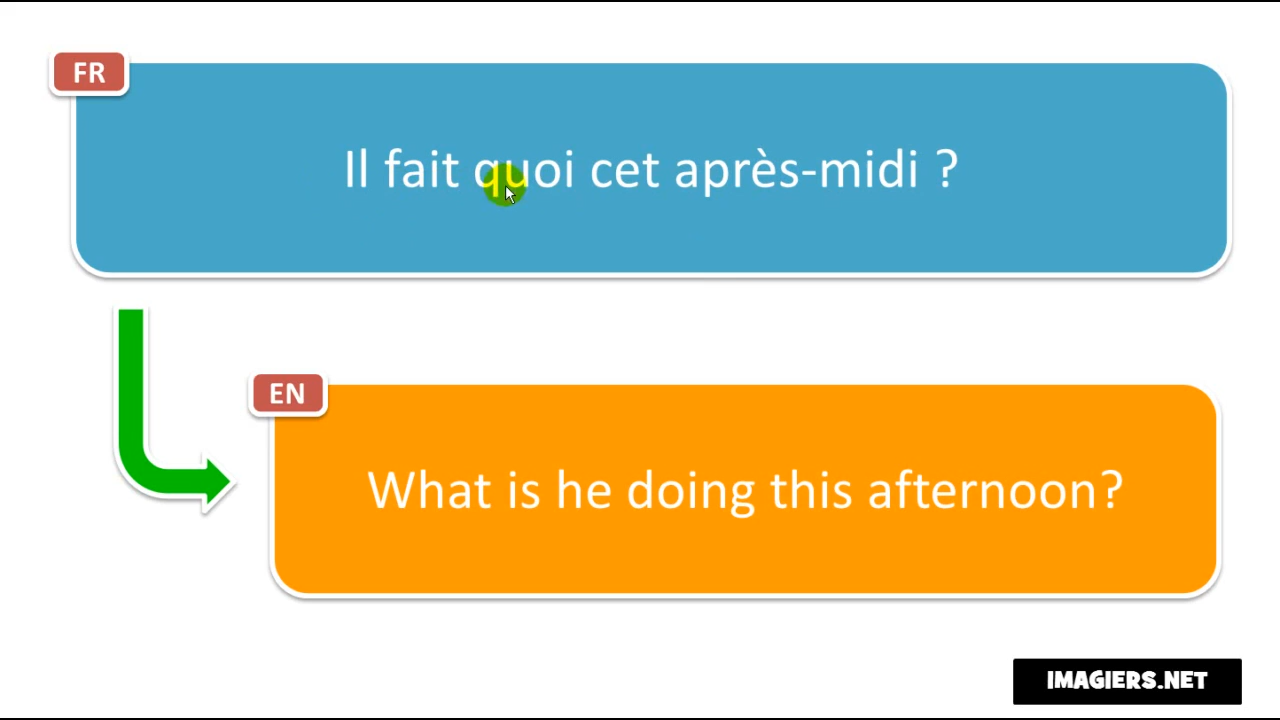 FR
Il fait quoi cet après-midi ?
EN
What is he doing this afternoon?
IMAGIERS.NET